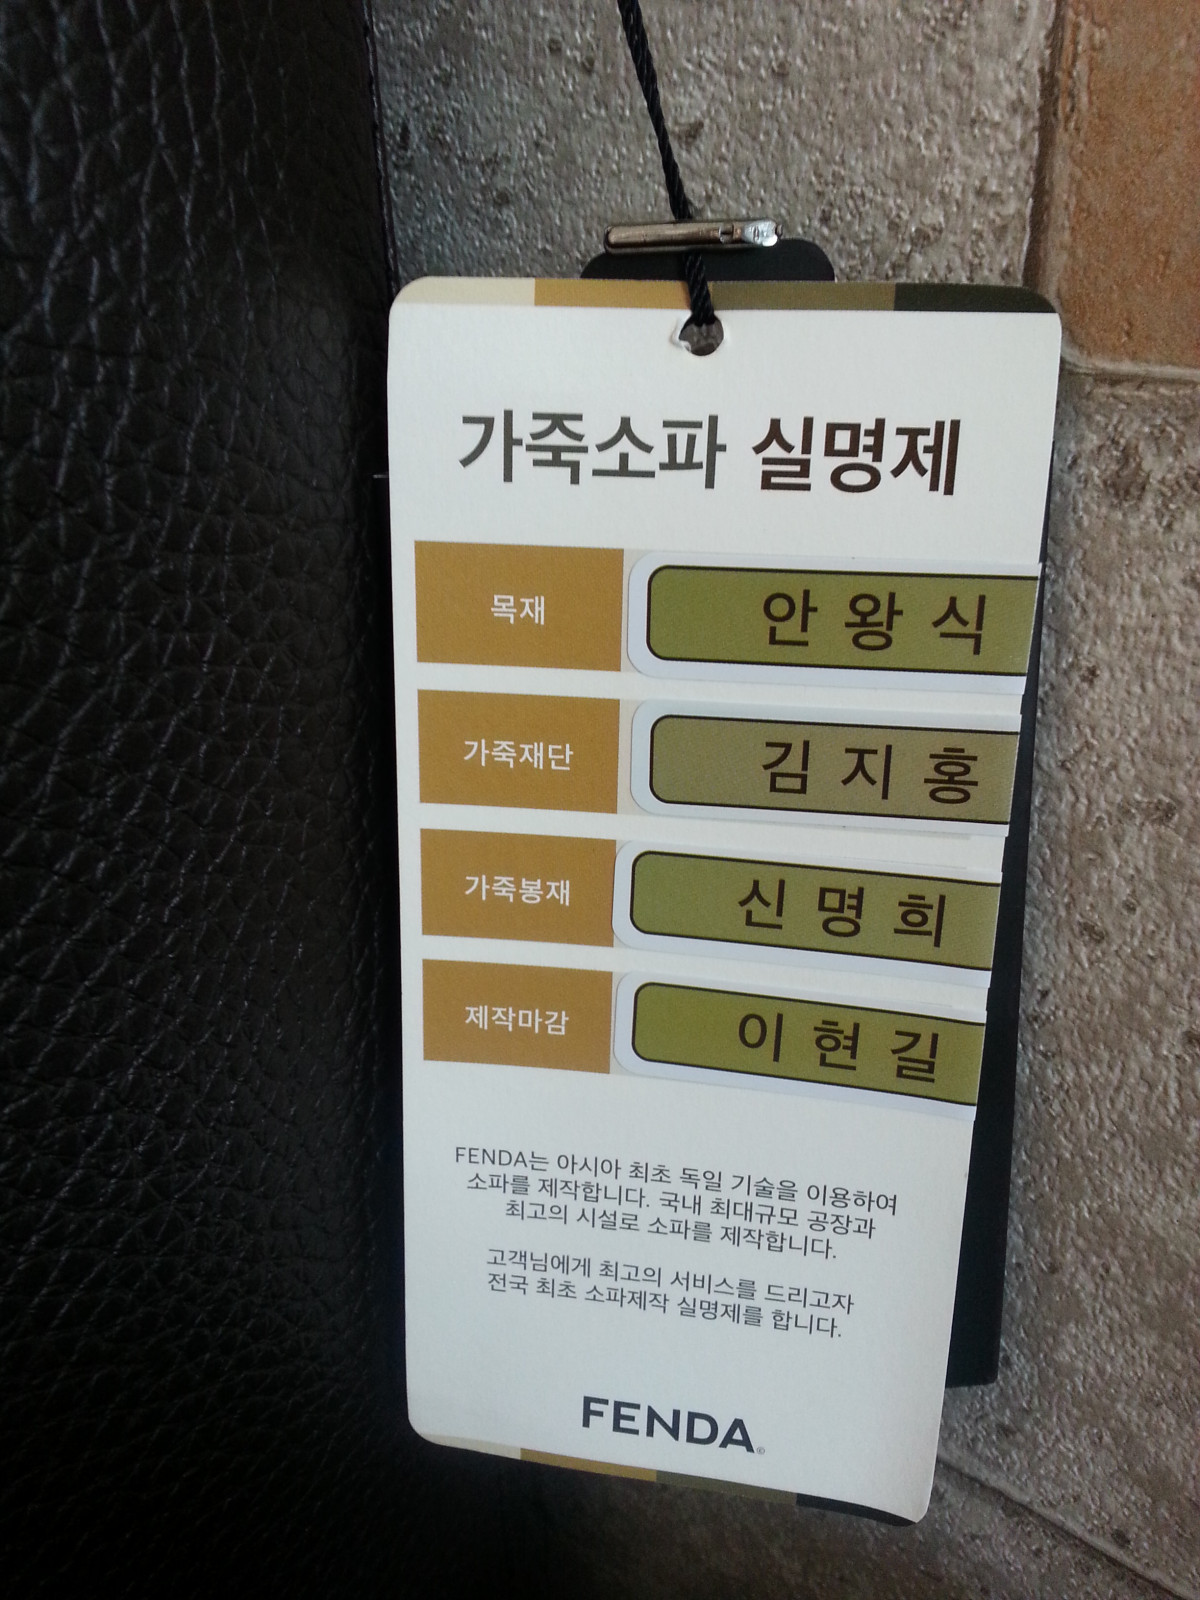 가죽소파 실명제
목재 안왕식
가죽재단 김지홍
가죽봉재 신명희
제작마감 이현길
FENDA는 아시아 최초 독일 기술을 이용하여
소파를 제작합니다. 국내 최대규모 공장과
최고의 시설로 소파를 제작합니다.
고객님에게 최고의 서비스를 드리고자
전국 최초 소파제작 실명제를 합니다.
FENDA©